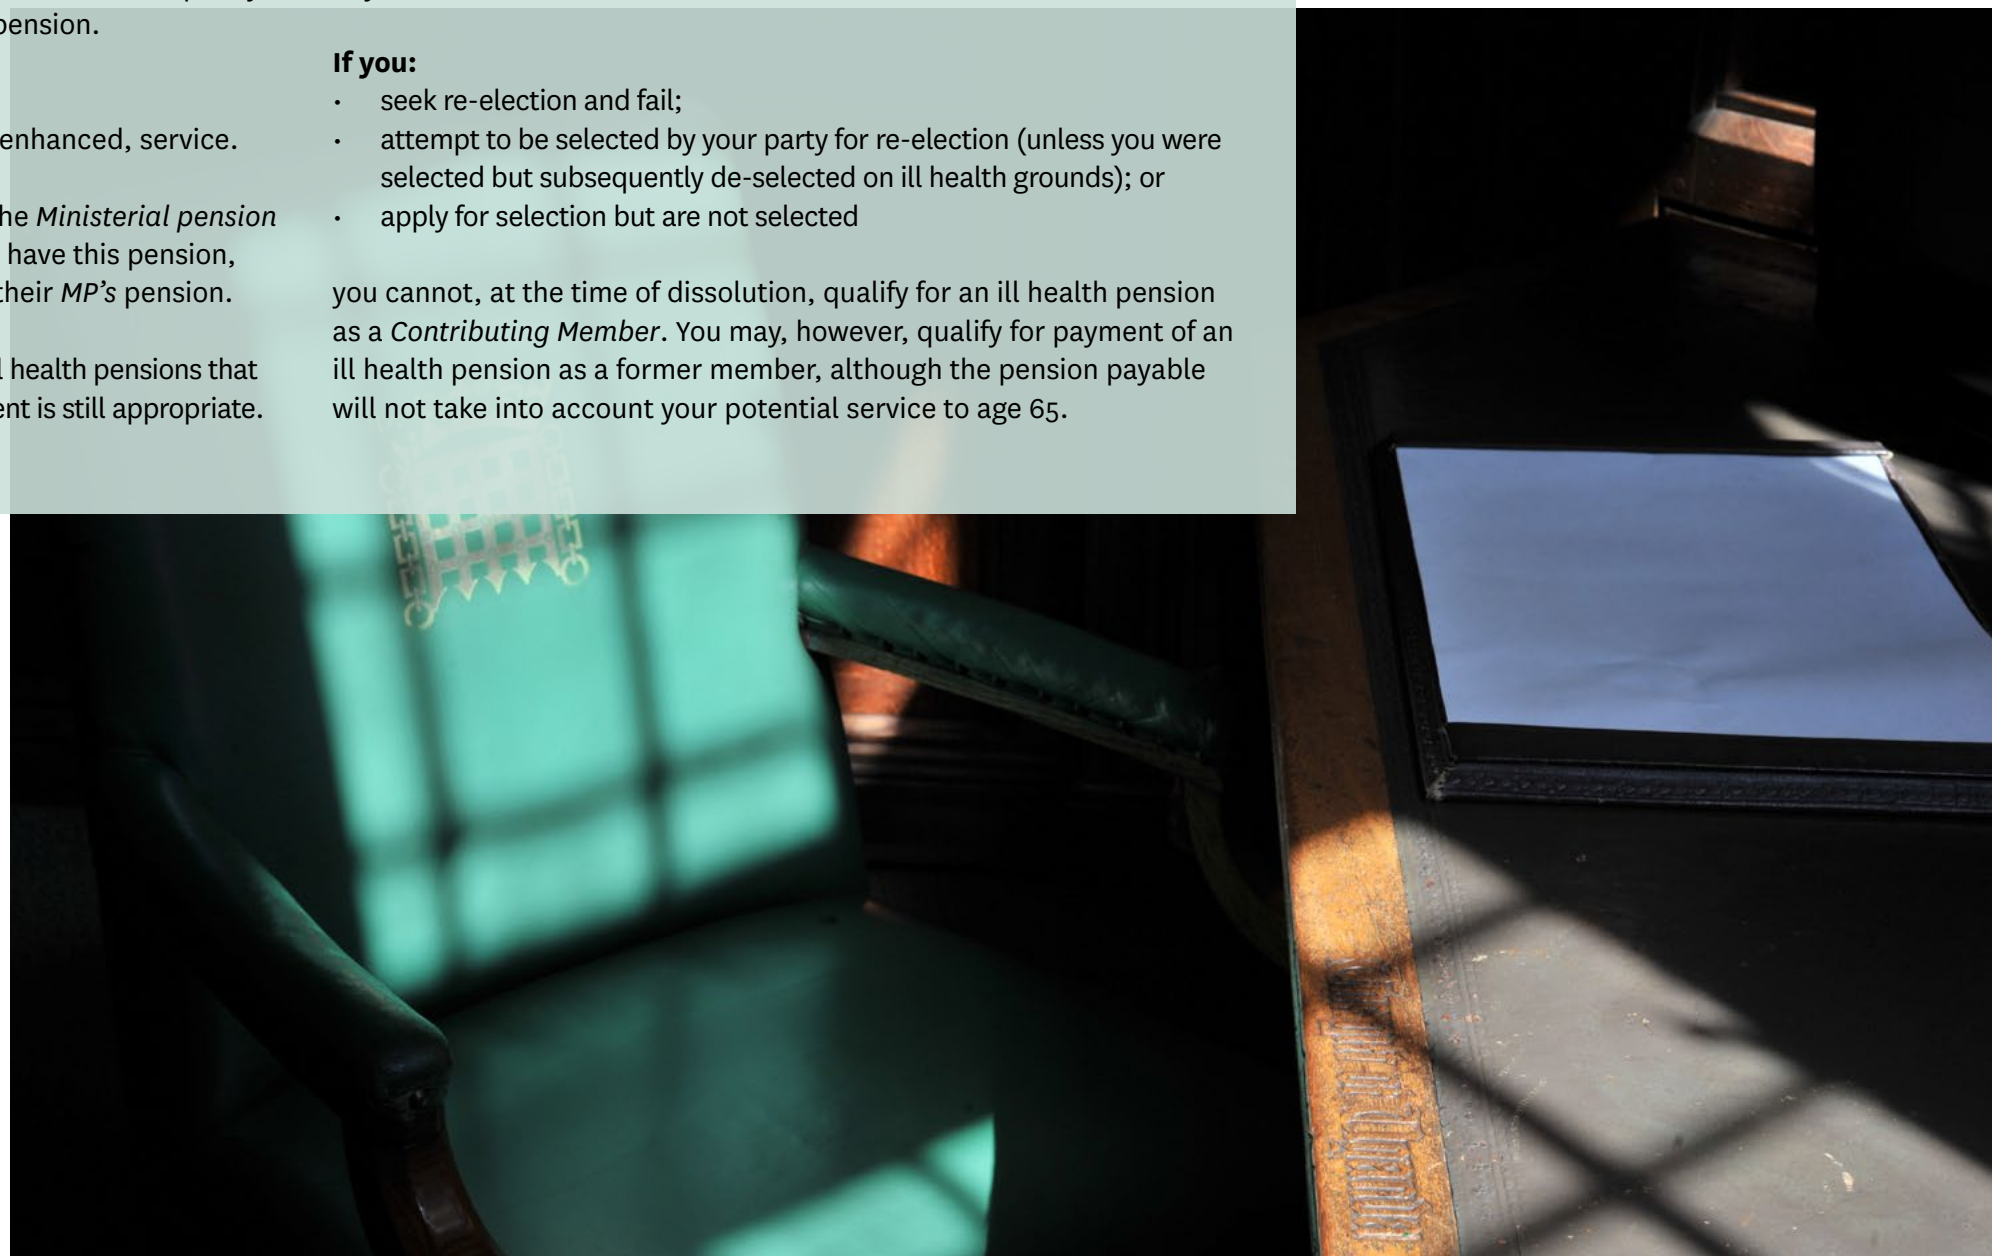 pension.
enhanced, service.
he Ministerial pension
have this pension,
their MP’s pension.
health pensions that
is still appropriate.
If you:
• seek re-election and fail;
• attempt to be selected by your party for re-election (unless you were
selected but subsequently de-selected on ill health grounds); or
• apply for selection but are not selected
you cannot, at the time of dissolution, qualify for an ill health pension
as a Contributing Member. You may, however, qualify for payment of an
ill health pension as a former member, although the pension payable
will not take into account your potential service to age 65.